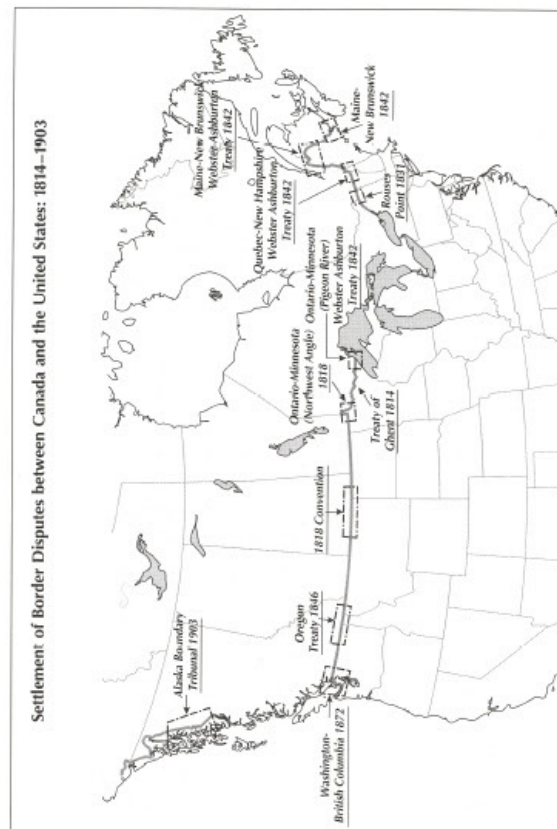 Settlement of Border Disputes between Canada and the United States: 1814–1903
Alaska Boundary
Tribunal 1903
Oregon
Treaty 1846
Washington-
British Columbia 1872
1818 Convention
Ontario-Minnesota
(Northwest Angle)
1818
Ontario-Minnesota
(Pigeon River)
Webster Ashburton
Treaty 1842
Treaty of
Ghent 1814
Quebec-New Hampshire
Webster Ashburton
Treaty 1842
Maine-New Brunswick
Webster-Ashburton
Treaty 1842
Rouses
Point 1831
Maine-
New Brunswick
1842